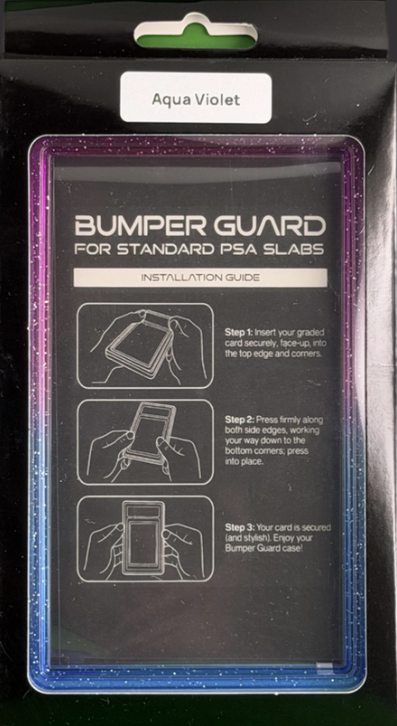 Aqua Violet
BUMPER GUARD
FOR STANDARD PSA SLABS
INSTALLATION GUIDE
Step 1: Insert your graded
card securely, face-up, into
the top edge and corners.
Step 2: Press firmly along
both side edges, working
your way down to the
bottom corners; press
into place.
Step 3: Your card is secured
(and stylish). Enjoy your
Bumper Guard case!